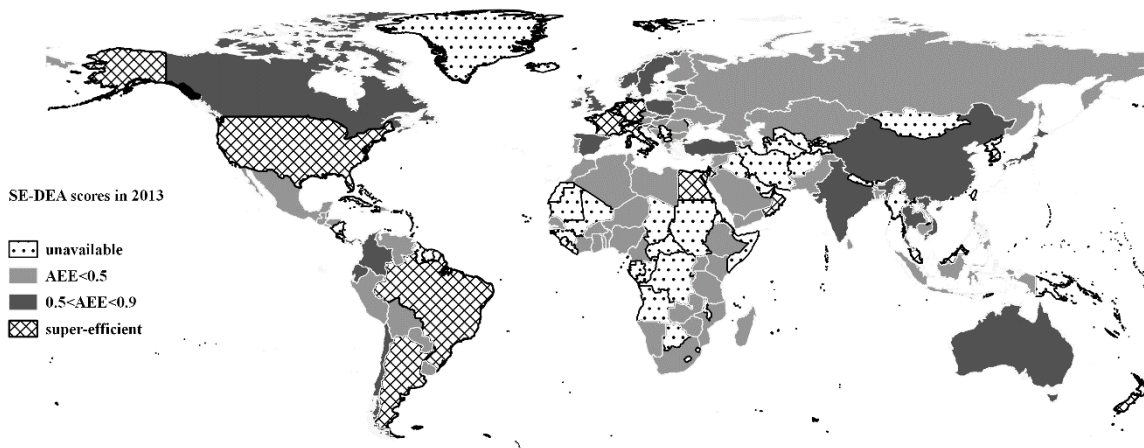 SE-DEA scores in 2013
unavailable
AEE<0.5
0.5<AEE<0.9
super-efficient